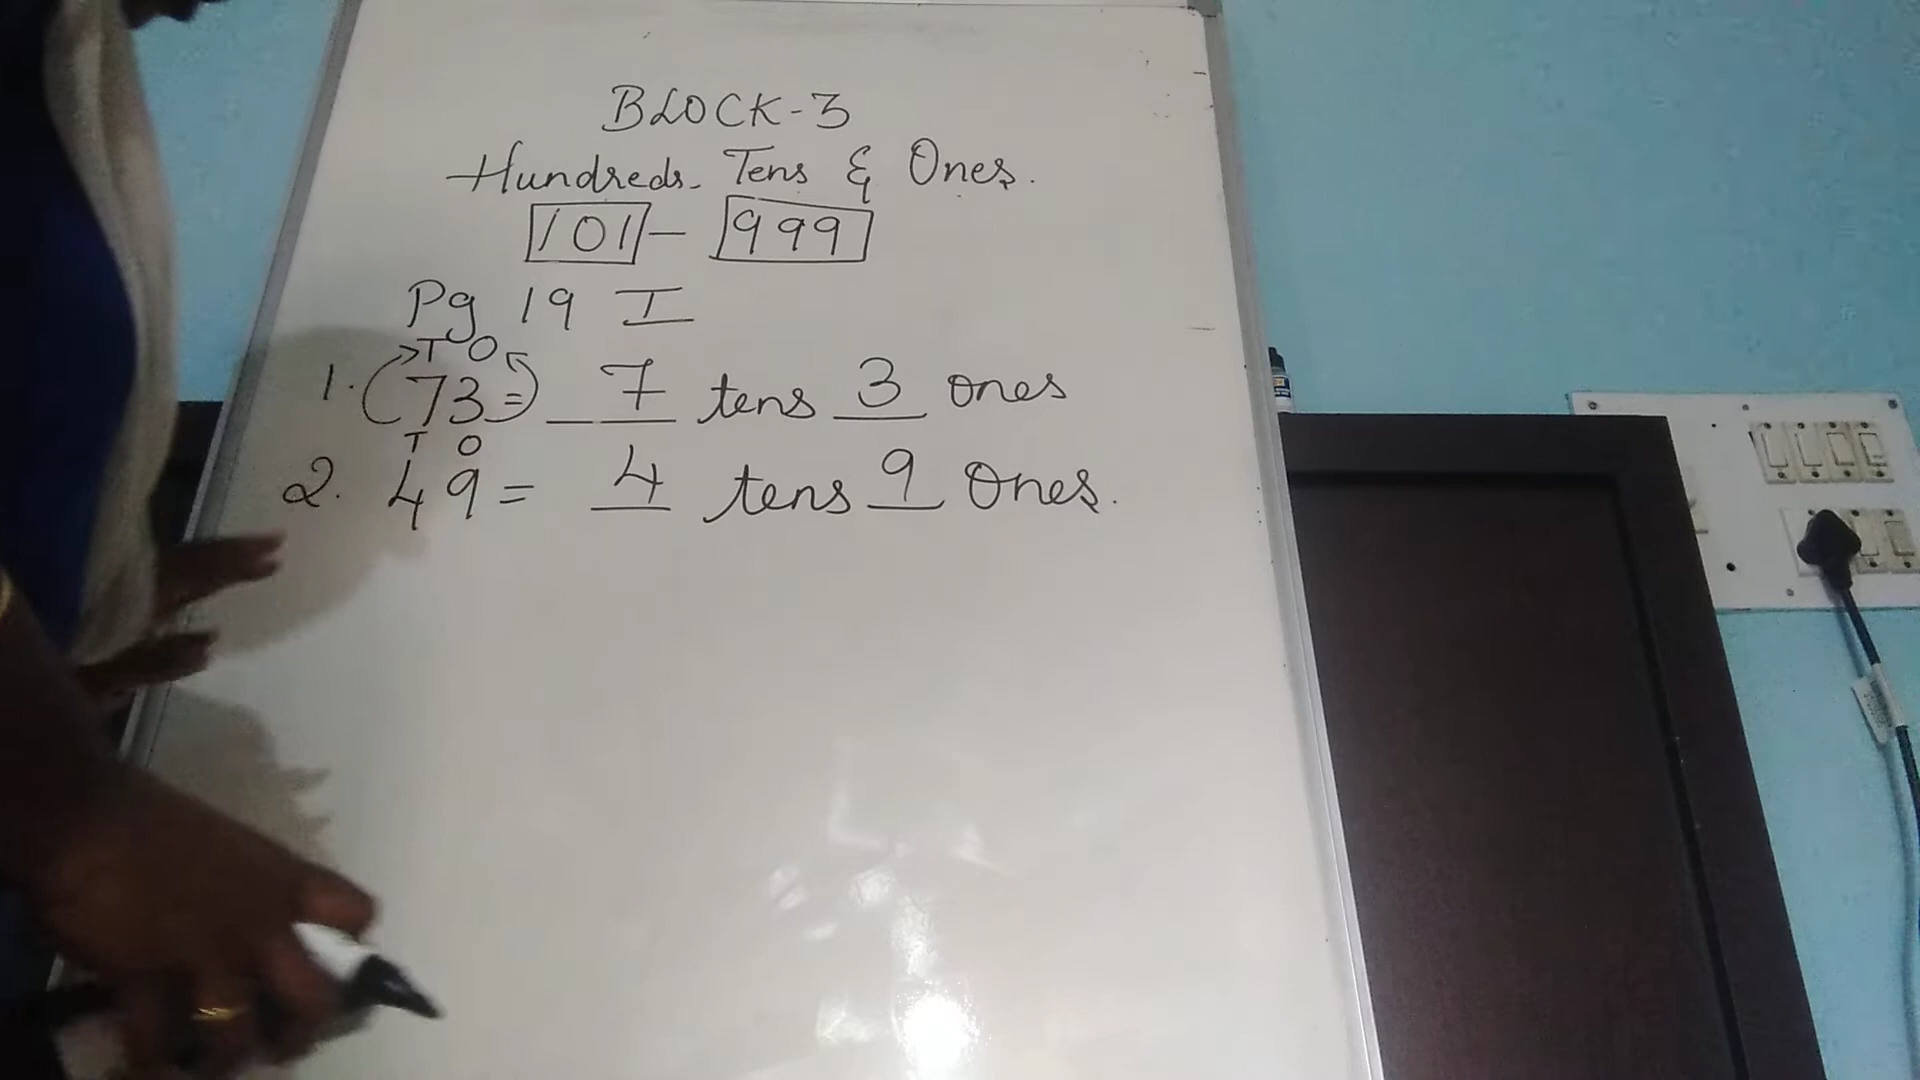 BLOCK-3
Hundreds. Tens & Ones.
101 - 999
Pg 19 I
T O
1. (73=) __ 7 tens 3 ones
T O
2. 49 = 4 tens 9 Ones.